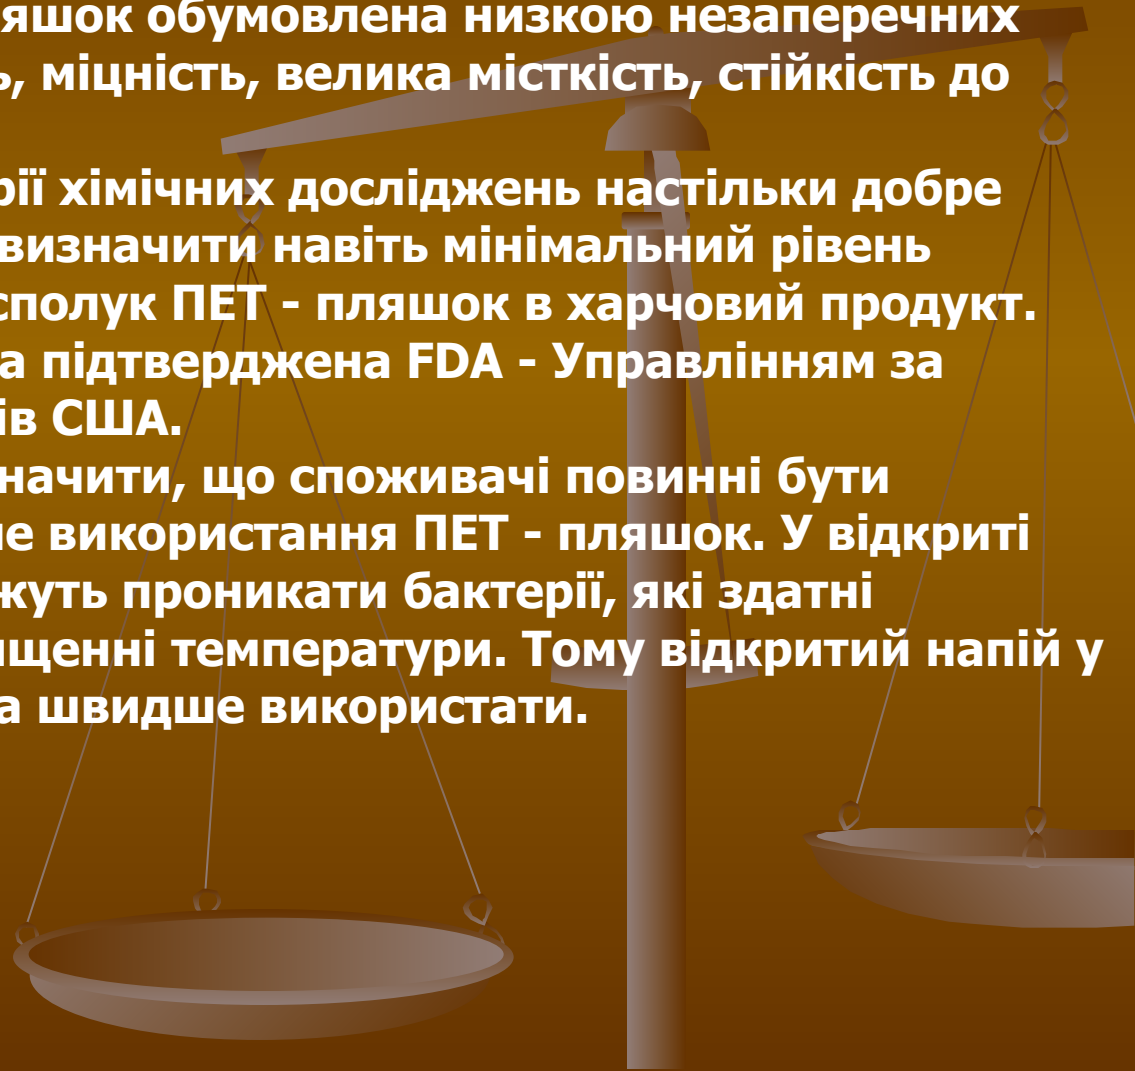 яшок обумовлена низкою незаперечних
ь, міцність, велика місткість, стійкість до
рії хімічних досліджень настільки добре
визначити навіть мінімальний рівень
сполук ПЕТ - пляшок в харчовий продукт.
а підтверджена FDA - Управлінням за
ів США.
начити, що споживачі повинні бути
не використання ПЕТ - пляшок. У відкриті
жуть проникати бактерії, які здатні
ищенні температури. Тому відкритий напій у
а швидше використати.